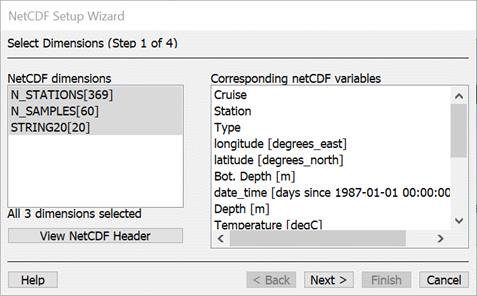 NetCDF Setup Wizard
Select Dimensions (Step 1 of 4)
NetCDF dimensions
N_STATIONS[369]
N_SAMPLES[60]
STRING20[20]
All 3 dimensions selected
View NetCDF Header
Corresponding netCDF variables
Cruise
Station
Type
longitude [degrees_east]
latitude [degrees_north]
Bot. Depth [m]
date_time [days since 1987-01-01 00:00:00
Depth [m]
Temperature [degC]
Help
< Back
Next >
Finish
Cancel